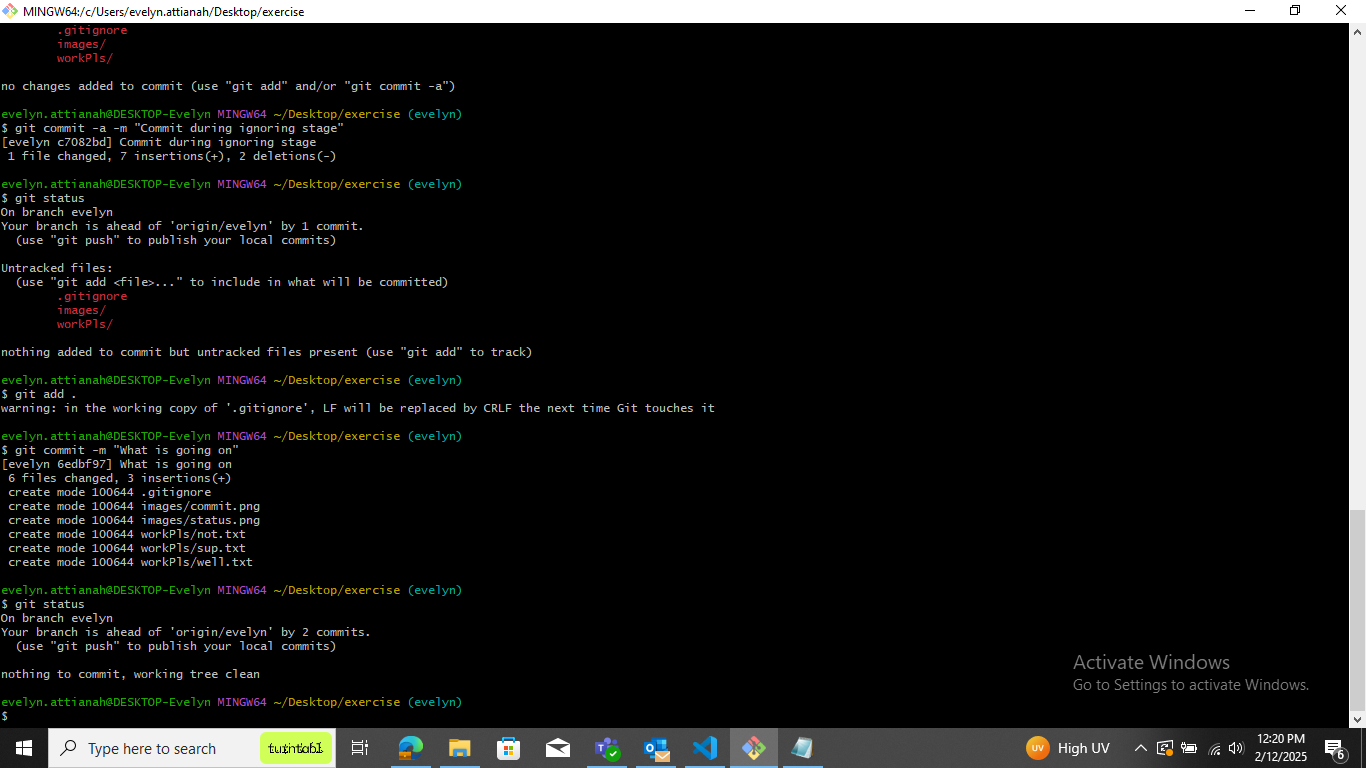 MINGW64:/c/Users/evelyn.attianah/Desktop/exercise
.gitignore
images/
workPls/
no changes added to commit (use "git add" and/or "git commit -a")
evelyn.attianah@DESKTOP-Evelyn MINGW64 ~/Desktop/exercise (evelyn)
$ git commit -a -m "Commit during ignoring stage"
[evelyn c7082bd] Commit during ignoring stage
1 file changed, 7 insertions(+), 2 deletions(-)
evelyn.attianah@DESKTOP-Evelyn MINGW64 ~/Desktop/exercise (evelyn)
$ git status
On branch evelyn
Your branch is ahead of 'origin/evelyn' by 1 commit.
(use "git push" to publish your local commits)
Untracked files:
(use "git add <file>..." to include in what will be committed)
.gitignore
images/
workPls/
nothing added to commit but untracked files present (use "git add" to track)
evelyn.attianah@DESKTOP-Evelyn MINGW64 ~/Desktop/exercise (evelyn)
$ git add .
warning: in the working copy of '.gitignore', LF will be replaced by CRLF the next time Git touches it
evelyn.attianah@DESKTOP-Evelyn MINGW64 ~/Desktop/exercise (evelyn)
$ git commit -m "What is going on"
[evelyn 6edbf97] What is going on
6 files changed, 3 insertions(+)
create mode 100644 .gitignore
create mode 100644 images/commit.png
create mode 100644 images/status.png
create mode 100644 workPls/not.txt
create mode 100644 workPls/sup.txt
create mode 100644 workPls/well.txt
evelyn.attianah@DESKTOP-Evelyn MINGW64 ~/Desktop/exercise (evelyn)
$ git status
On branch evelyn
Your branch is ahead of 'origin/evelyn' by 2 commits.
(use "git push" to publish your local commits)
nothing to commit, working tree clean
evelyn.attianah@DESKTOP-Evelyn MINGW64 ~/Desktop/exercise (evelyn)
$
Activate Windows
Go to Settings to activate Windows.
Type here to search
UV High UV
12:20 PM
2/12/2025
6